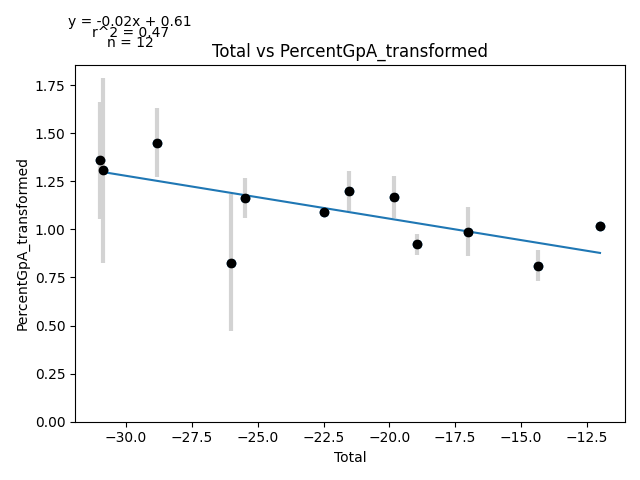 y = -0.02x + 0.61
r^2 = 0.47
n = 12
Total vs PercentGpA_transformed
PercentGpA_transformed
1.75
1.50
1.25
1.00
0.75
0.50
0.25
0.00
−30.0 −27.5 −25.0 −22.5 −20.0 −17.5 −15.0 −12.5
Total